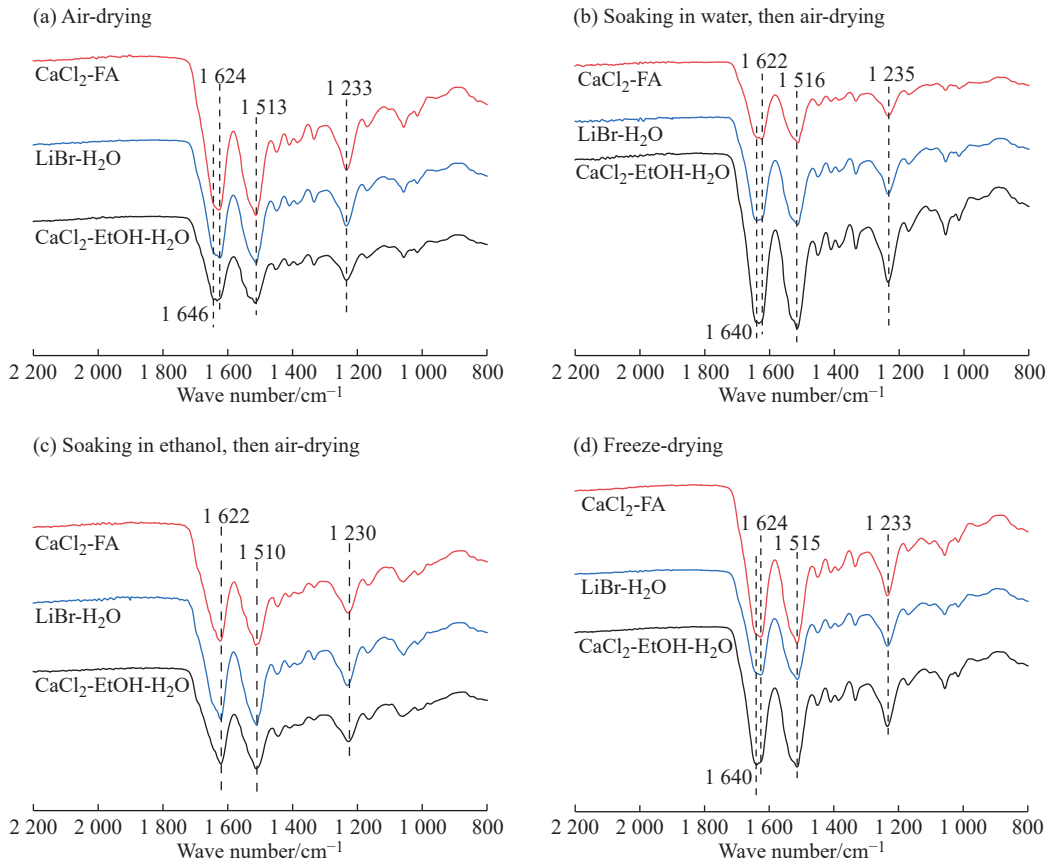 (a) Air-drying
CaCl2-FA
1 624
1 513
1 233
LiBr-H2O
CaCl2-EtOH-H2O
1 646
2 200 2 000 1 800 1 600 1 400 1 200 1 000 800
Wave number/cm−1
(b) Soaking in water, then air-drying
CaCl2-FA
1 622
1 516
1 235
LiBr-H2O
CaCl2-EtOH-H2O
1 640
2 200 2 000 1 800 1 600 1 400 1 200 1 000 800
Wave number/cm−1
(c) Soaking in ethanol, then air-drying
1 622
1 510
1 230
CaCl2-FA
LiBr-H2O
CaCl2-EtOH-H2O
2 200 2 000 1 800 1 600 1 400 1 200 1 000 800
Wave number/cm−1
(d) Freeze-drying
CaCl2-FA
1 624
1 515
1 233
LiBr-H2O
CaCl2-EtOH-H2O
1 640
2 200 2 000 1 800 1 600 1 400 1 200 1 000 800
Wave number/cm−1